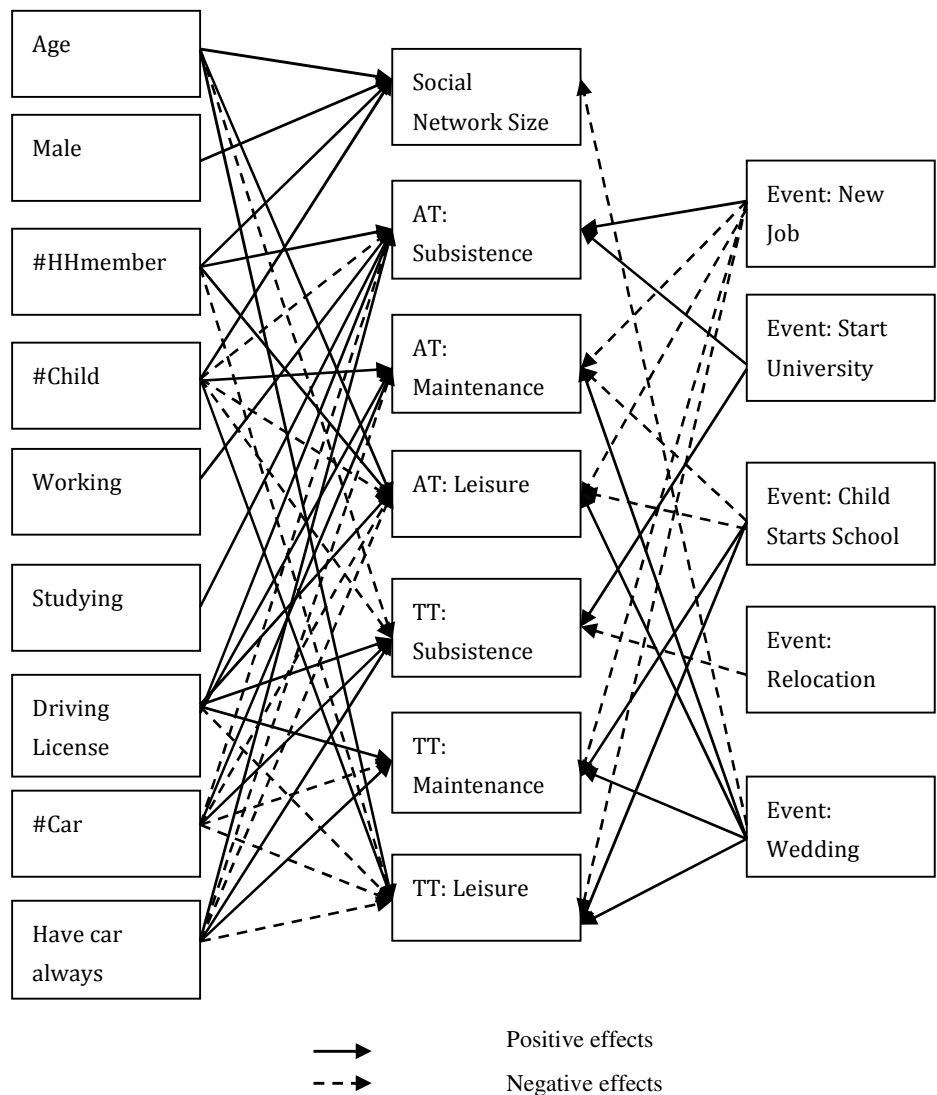 Age
Male
#HHmember
#Child
Working
Studying
Driving
License
#Car
Have car
always
Social
Network Size
AT:
Subsistence
AT:
Maintenance
AT: Leisure
TT:
Subsistence
TT:
Maintenance
TT: Leisure
Event: New
Job
Event: Start
University
Event: Child
Starts School
Event:
Relocation
Event:
Wedding
Positive effects
Negative effects